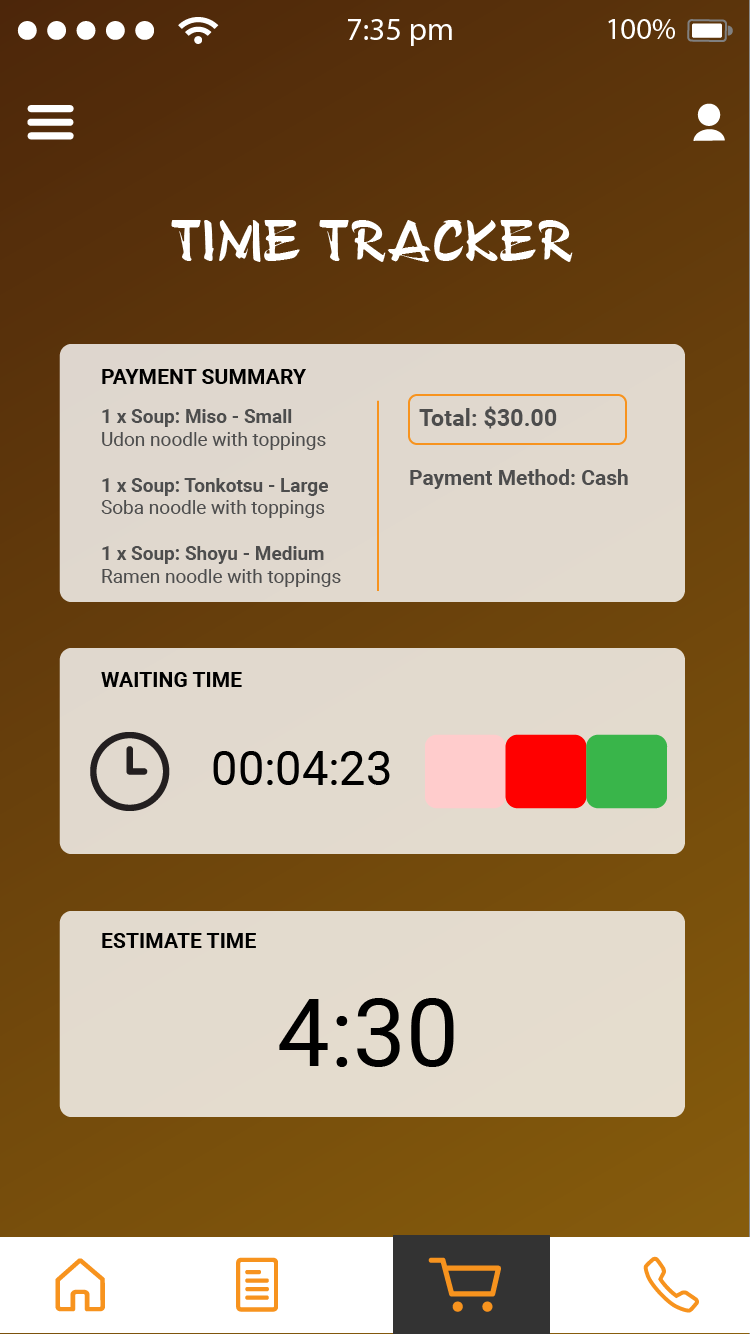 7:35 pm
100%
TIME TRACKER
PAYMENT SUMMARY
1 x Soup: Miso - Small
Udon noodle with toppings
1 x Soup: Tonkotsu - Large
Soba noodle with toppings
1 x Soup: Shoyu - Medium
Ramen noodle with toppings
Total: $30.00
Payment Method: Cash
WAITING TIME
00:04:23
ESTIMATE TIME
4:30